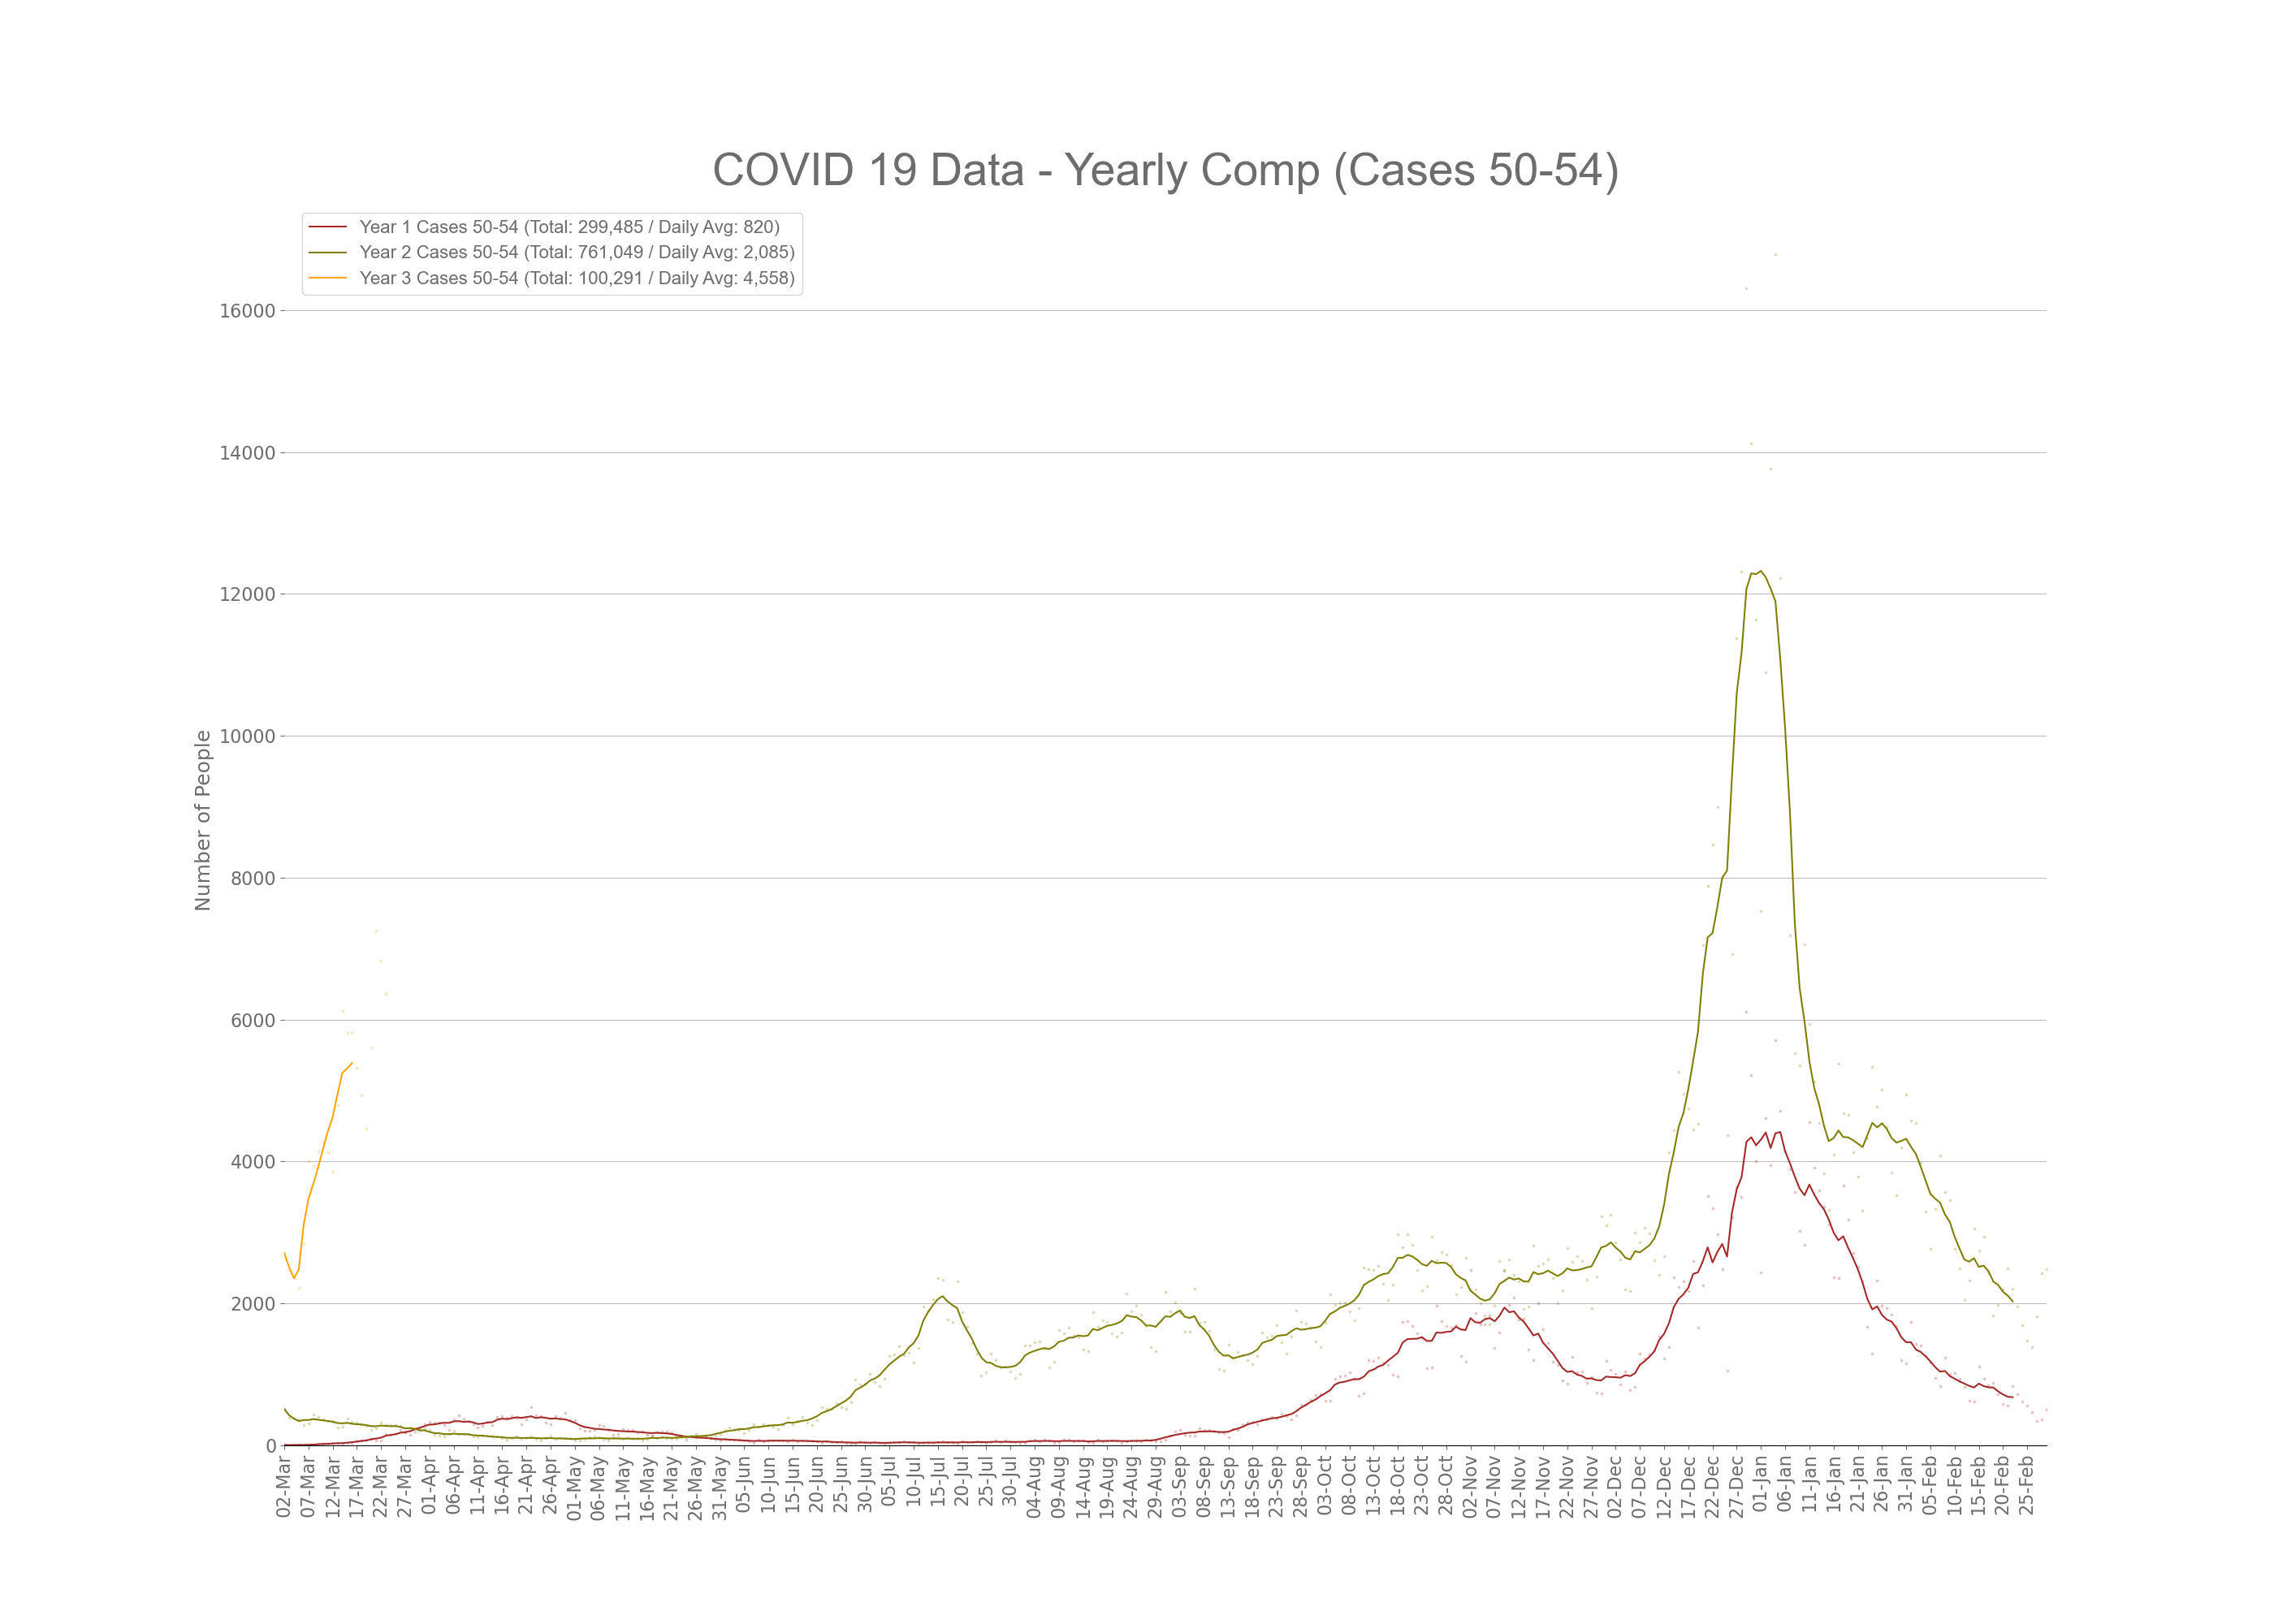 COVID 19 Data - Yearly Comp (Cases 50-54)
Year 1 Cases 50-54 (Total: 299,485 / Daily Avg: 820)
Year 2 Cases 50-54 (Total: 761,049 / Daily Avg: 2,085)
Year 3 Cases 50-54 (Total: 100,291 / Daily Avg: 4,558)
Number of People
16000
14000
12000
10000
8000
6000
4000
2000
0
02-Mar
07-Mar
12-Mar
17-Mar
22-Mar
27-Mar
01-Apr
06-Apr
11-Apr
16-Apr
21-Apr
26-Apr
01-May
06-May
11-May
16-May
21-May
26-May
31-May
05-Jun
10-Jun
15-Jun
20-Jun
25-Jun
30-Jun
05-Jul
10-Jul
15-Jul
20-Jul
25-Jul
30-Jul
04-Aug
09-Aug
14-Aug
19-Aug
24-Aug
29-Aug
03-Sep
08-Sep
13-Sep
18-Sep
23-Sep
28-Sep
03-Oct
08-Oct
13-Oct
18-Oct
23-Oct
28-Oct
02-Nov
07-Nov
12-Nov
17-Nov
22-Nov
27-Nov
02-Dec
07-Dec
12-Dec
17-Dec
22-Dec
27-Dec
01-Jan
06-Jan
11-Jan
16-Jan
21-Jan
26-Jan
31-Jan
05-Feb
10-Feb
15-Feb
20-Feb
25-Feb